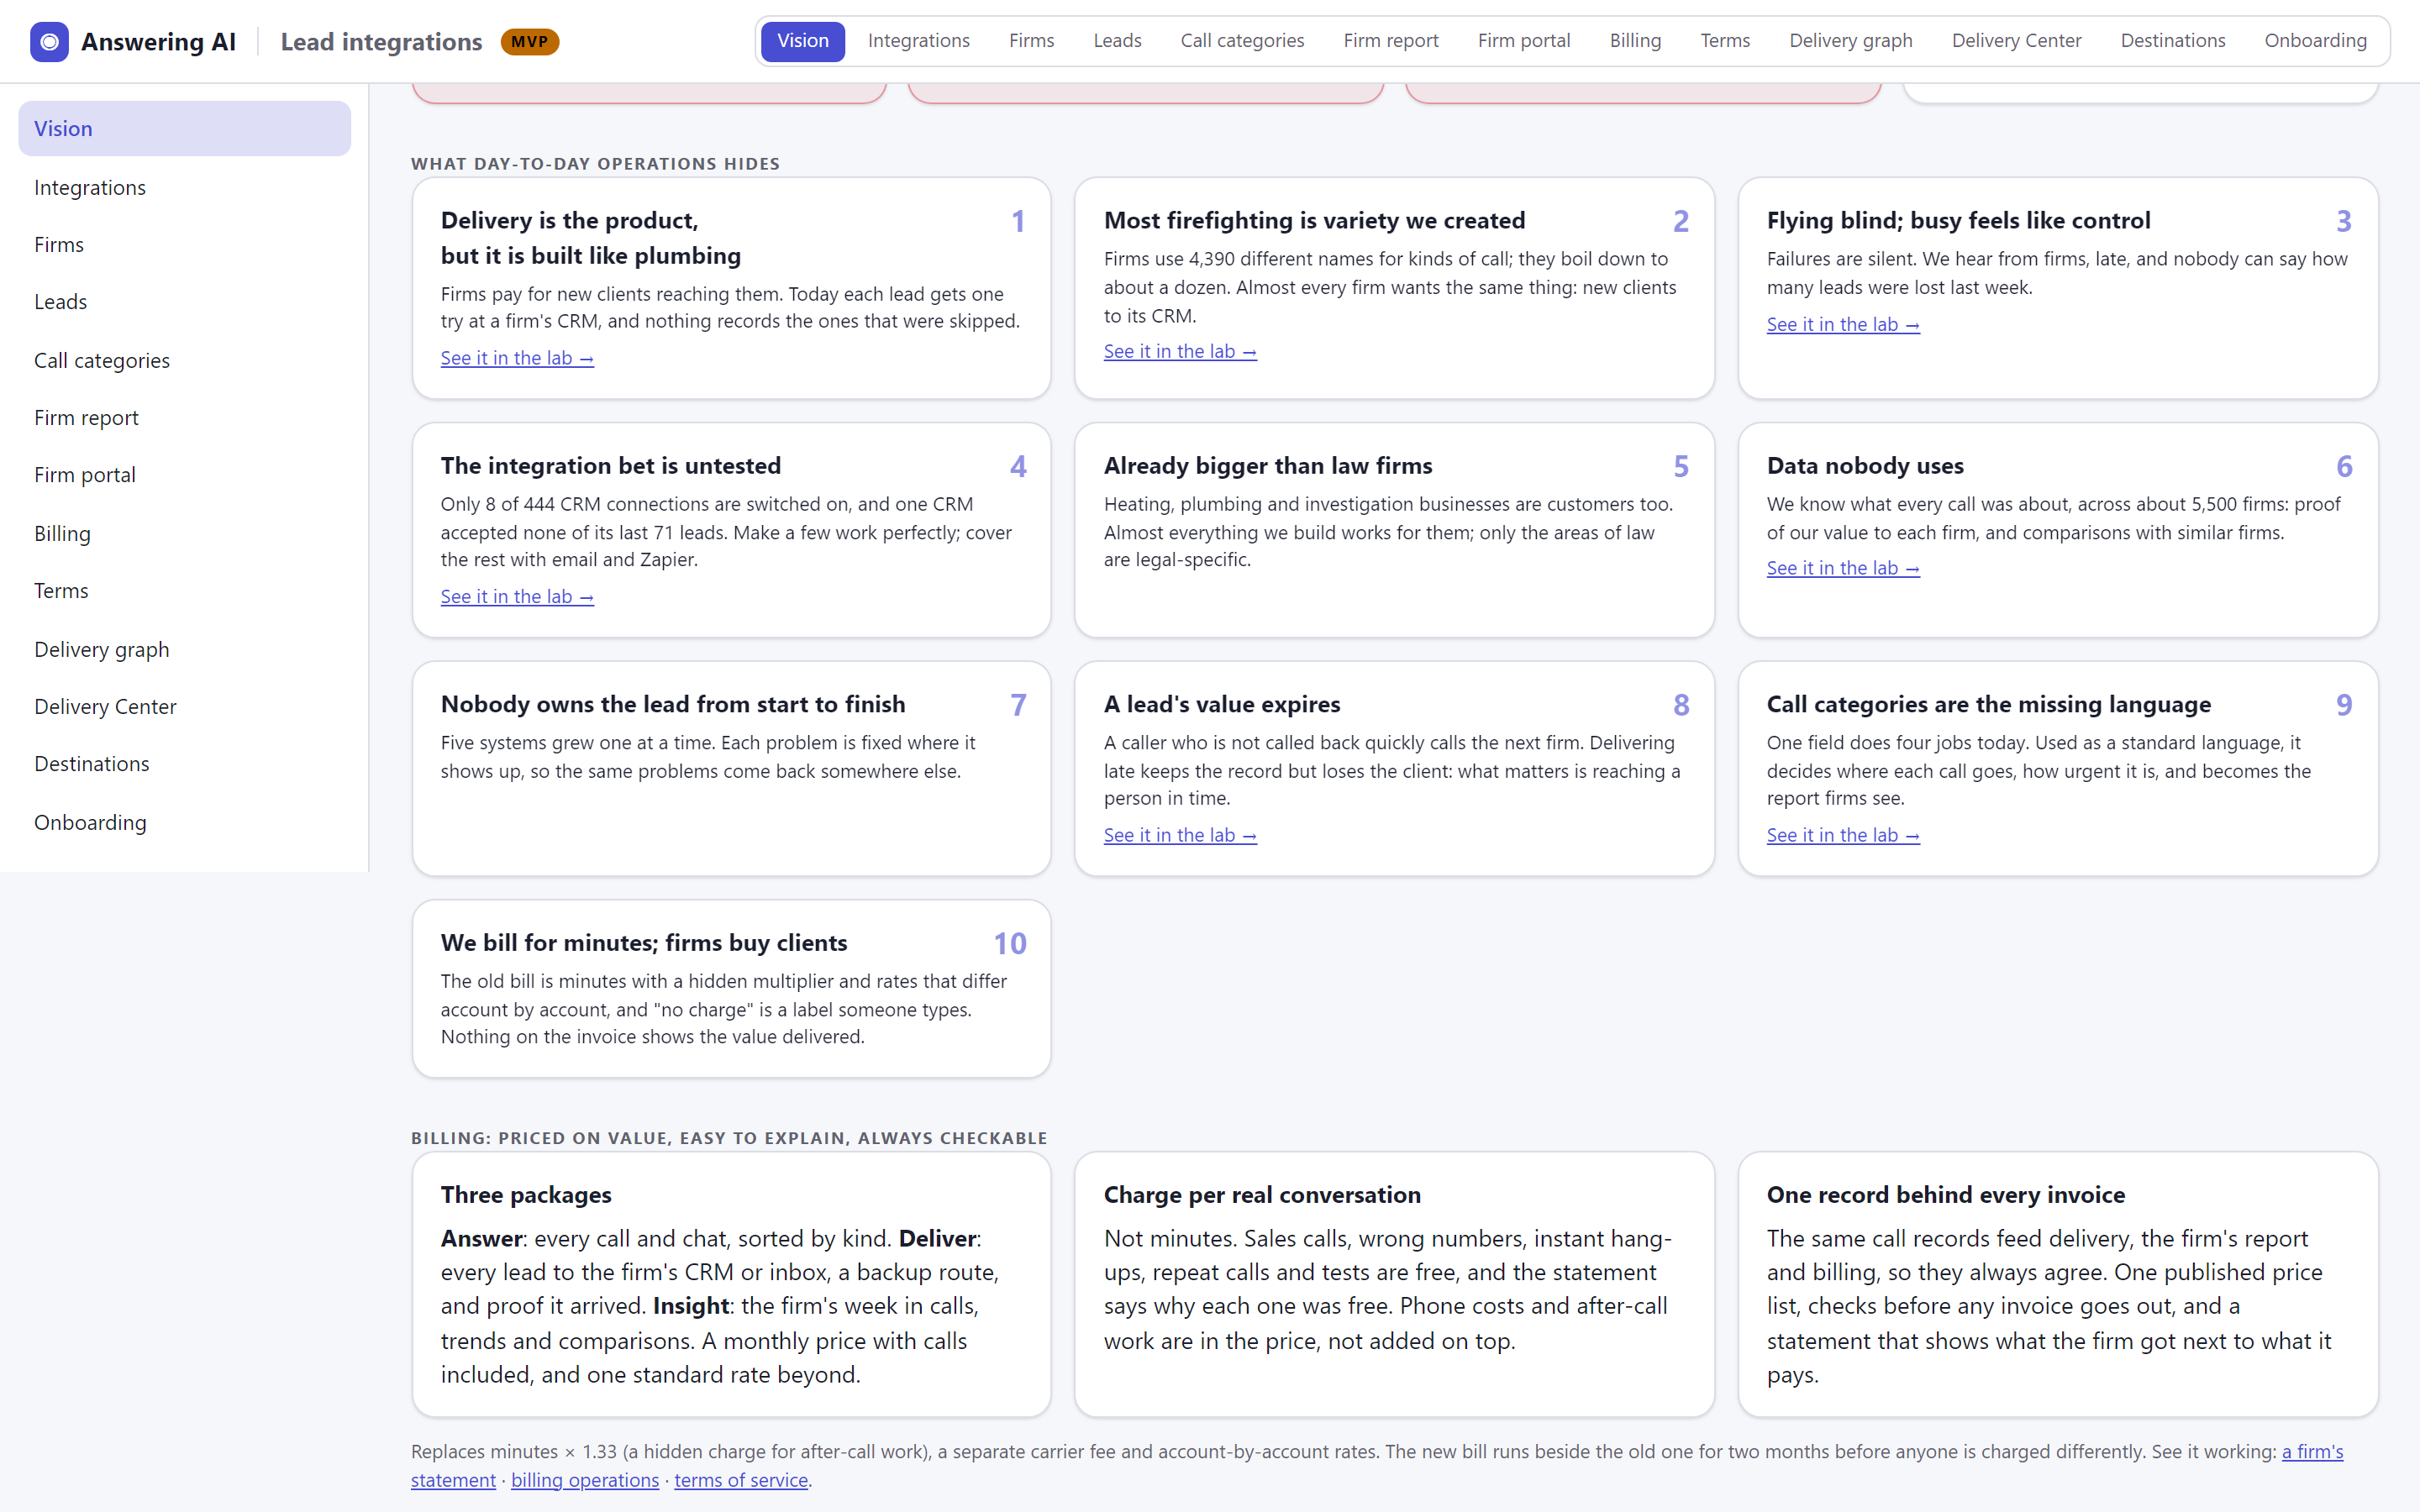 Answering AI
Lead integrations
MVP
Vision
Integrations
Firms
Leads
Call categories
Firm report
Firm portal
Billing
Terms
Delivery graph
Delivery Center
Destinations
Onboarding
Vision
Integrations
Firms
Leads
Call categories
Firm report
Firm portal
Billing
Terms
Delivery graph
Delivery Center
Destinations
Onboarding
WHAT DAY-TO-DAY OPERATIONS HIDES
Delivery is the product,
but it is built like plumbing
1
Firms pay for new clients reaching them. Today each lead gets one
try at a firm's CRM, and nothing records the ones that were skipped.
See it in the lab →
Most firefighting is variety we created
2
Firms use 4,390 different names for kinds of call; they boil down to
about a dozen. Almost every firm wants the same thing: new clients
to its CRM.
See it in the lab →
Flying blind; busy feels like control
3
Failures are silent. We hear from firms, late, and nobody can say how
many leads were lost last week.
See it in the lab →
The integration bet is untested
4
Only 8 of 444 CRM connections are switched on, and one CRM
accepted none of its last 71 leads. Make a few work perfectly; cover
the rest with email and Zapier.
See it in the lab →
Already bigger than law firms
5
Heating, plumbing and investigation businesses are customers too.
Almost everything we build works for them; only the areas of law
are legal-specific.
Data nobody uses
6
We know what every call was about, across about 5,500 firms: proof
of our value to each firm, and comparisons with similar firms.
See it in the lab →
Nobody owns the lead from start to finish
7
Five systems grew one at a time. Each problem is fixed where it
shows up, so the same problems come back somewhere else.
A lead's value expires
8
A caller who is not called back quickly calls the next firm. Delivering
late keeps the record but loses the client: what matters is reaching a
person in time.
See it in the lab →
Call categories are the missing language
9
One field does four jobs today. Used as a standard language, it
decides where each call goes, how urgent it is, and becomes the
report firms see.
See it in the lab →
We bill for minutes; firms buy clients
10
The old bill is minutes with a hidden multiplier and rates that differ
account by account, and "no charge" is a label someone types.
Nothing on the invoice shows the value delivered.
BILLING: PRICED ON VALUE, EASY TO EXPLAIN, ALWAYS CHECKABLE
Three packages
Answer: every call and chat, sorted by kind. Deliver:
every lead to the firm's CRM or inbox, a backup route,
and proof it arrived. Insight: the firm's week in calls,
trends and comparisons. A monthly price with calls
included, and one standard rate beyond.
Charge per real conversation
Not minutes. Sales calls, wrong numbers, instant hang-
ups, repeat calls and tests are free, and the statement
says why each one was free. Phone costs and after-call
work are in the price, not added on top.
One record behind every invoice
The same call records feed delivery, the firm's report
and billing, so they always agree. One published price
list, checks before any invoice goes out, and a
statement that shows what the firm got next to what it
pays.
Replaces minutes × 1.33 (a hidden charge for after-call work), a separate carrier fee and account-by-account rates. The new bill runs beside the old one for two months before anyone is charged differently. See it working: a firm's
statement · billing operations · terms of service.